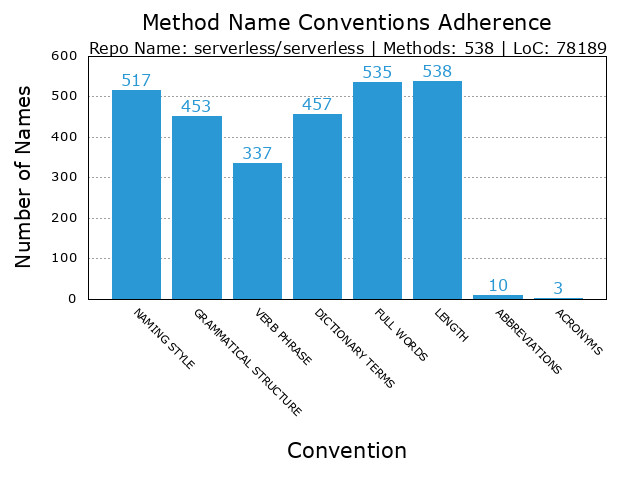 Method Name Conventions Adherence
Repo Name: serverless/serverless | Methods: 538 | LoC: 78189
Number of Names
600
500
400
300
200
100
0
517
453
337
457
535
538
10
3
NAMING STYLE
GRAMMATICAL STRUCTURE
VERB PHRASE
DICTIONARY TERMS
FULL WORDS
LENGTH
ABBREVIATIONS
ACRONYMS
Convention